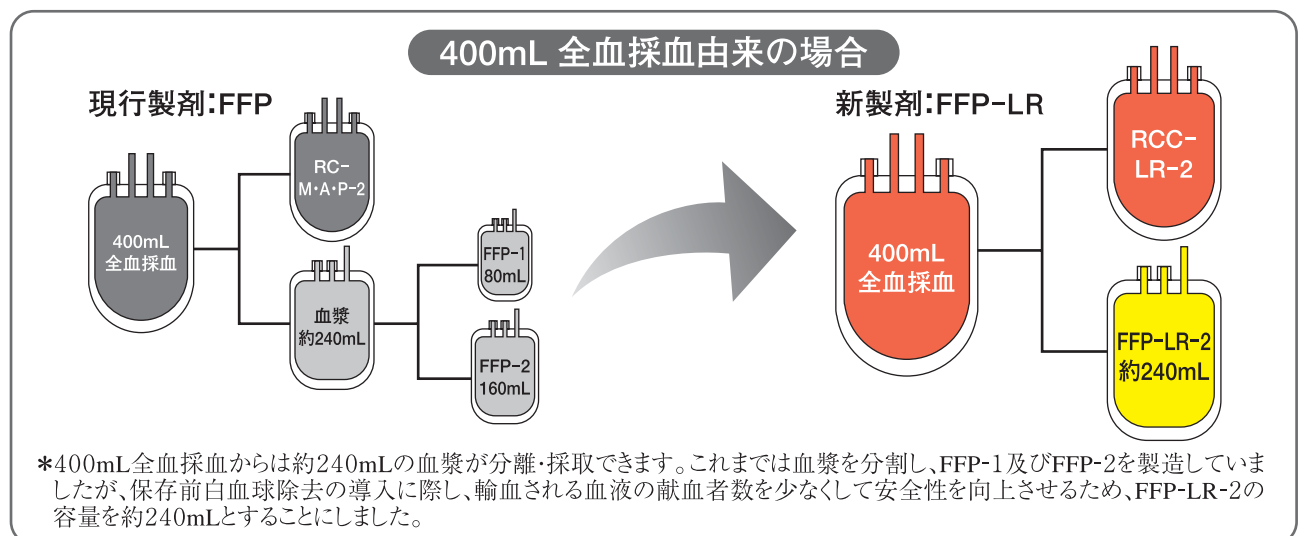 400mL 全血採血由来の場合
現行製剤:FFP
400mL
全血採血
RC-
M・A・P-2
血漿
約240mL
FFP-1
80mL
FFP-2
160mL
新製剤:FFP-LR
400mL
全血採血
RCC-
LR-2
FFP-LR-2
約240mL
*400mL全血採血からは約240mLの血漿が分離・採取できます。これまでは血漿を分割し、FFP-1及びFFP-2を製造していま
したが、保存前白血球除去の導入に際し、輸血される血液の献血者数を少なくして安全性を向上させるため、FFP-LR-2の
容量を約240mLとすることにしました。